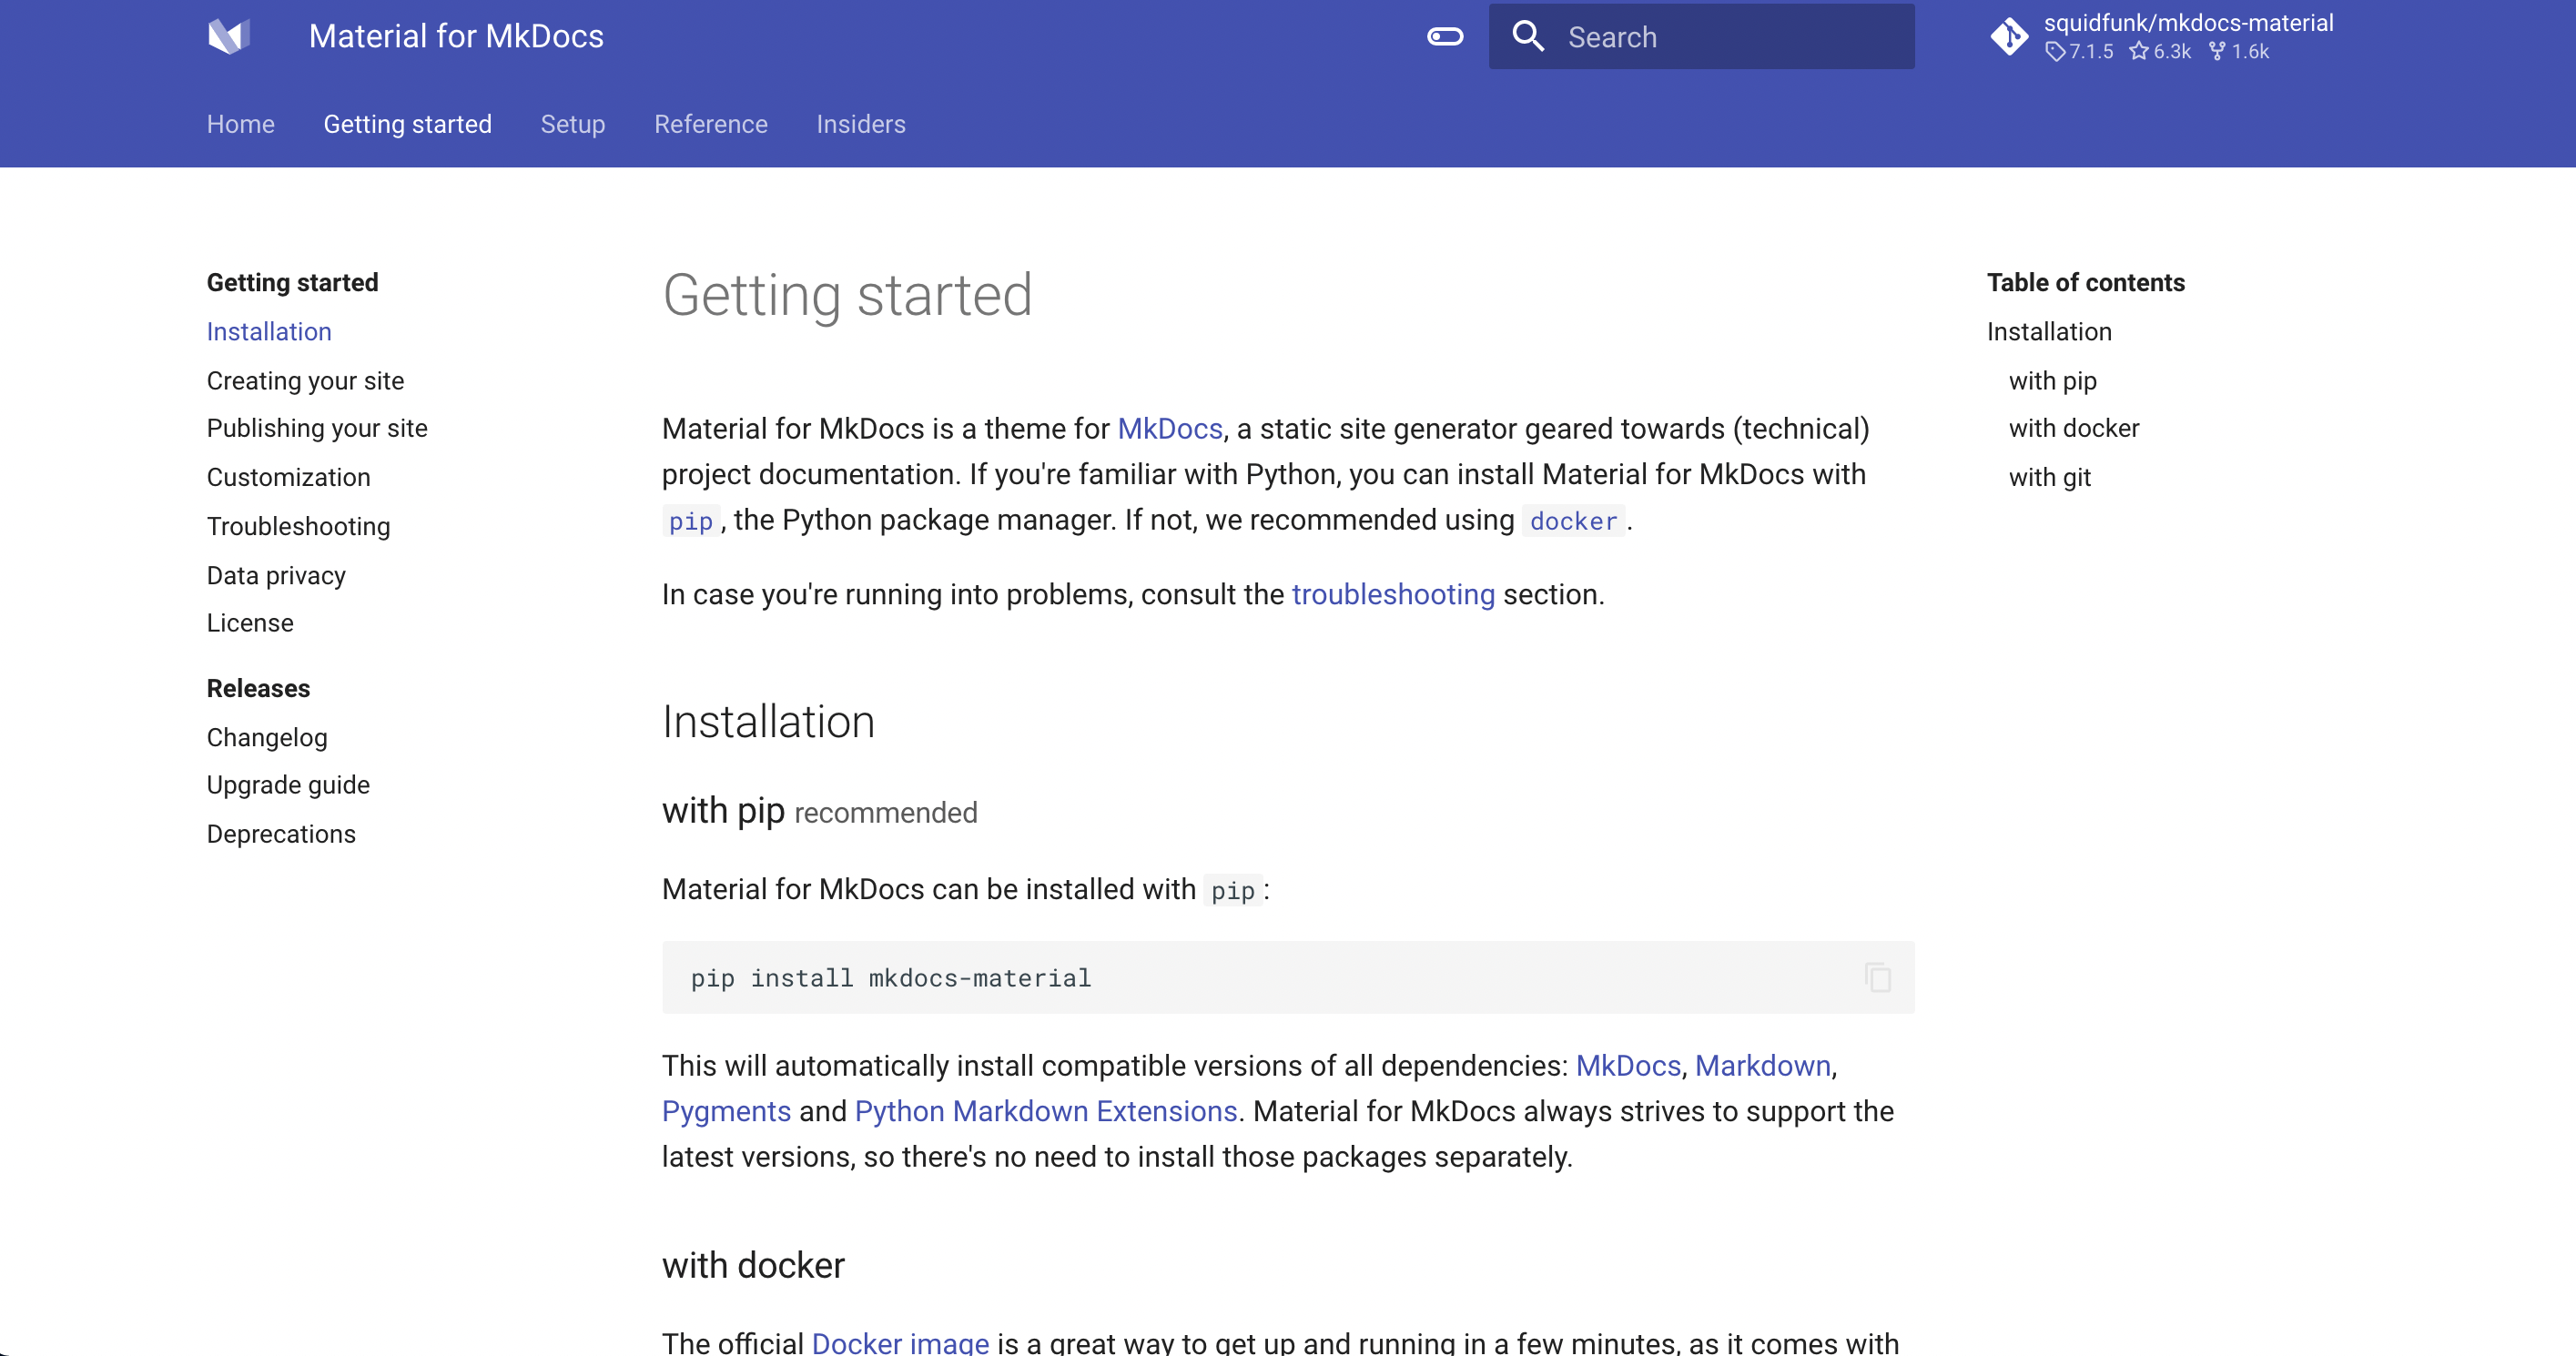 Material for MkDocs
Search
squidfunk/mkdocs-material
7.1.5 6.3k 1.6k
Home Getting started Setup Reference Insiders
Getting started
Installation
Creating your site
Publishing your site
Customization
Troubleshooting
Data privacy
License
Releases
Changelog
Upgrade guide
Deprecations
Getting started
Material for MkDocs is a theme for MkDocs, a static site generator geared towards (technical)
project documentation. If you're familiar with Python, you can install Material for MkDocs with
pip, the Python package manager. If not, we recommended using docker.
In case you're running into problems, consult the troubleshooting section.
Installation
with pip recommended
Material for MkDocs can be installed with pip:
pip install mkdocs-material
This will automatically install compatible versions of all dependencies: MkDocs, Markdown,
Pygments and Python Markdown Extensions. Material for MkDocs always strives to support the
latest versions, so there's no need to install those packages separately.
with docker
The official Docker image is a great way to get up and running in a few minutes, as it comes with
Table of contents
Installation
with pip
with docker
with git